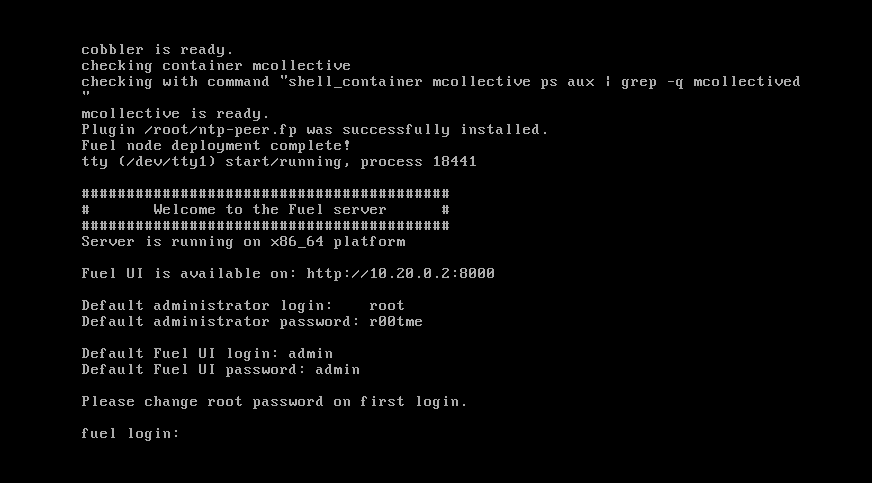 cobbler is ready.
checking container mcollective
checking with command "shell_container mcollective ps aux | grep -q mcollectived
"
mcollective is ready.
Plugin /root/ntp-peer.fp was successfully installed.
Fuel node deployment complete!
tty (/dev/tty1) start/running, process 18441
#########################################
#       Welcome to the Fuel server      #
#########################################
Server is running on x86_64 platform
Fuel UI is available on: http://10.20.0.2:8000
Default administrator login:    root
Default administrator password: r00tme
Default Fuel UI login: admin
Default Fuel UI password: admin
Please change root password on first login.
fuel login: